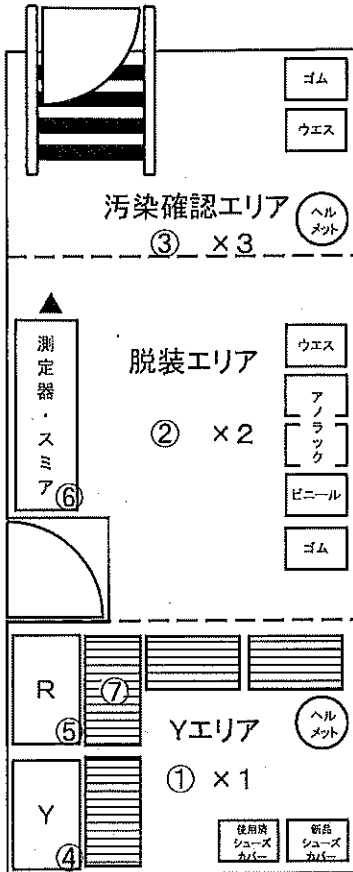 ゴム
ウエス
汚染確認エリア
ヘル
メット
③ ×3
測定器・スミア
⑥
脱装エリア
② ×2
ウエス
アノラック
ビニール
ゴム
R
⑤
⑦
Yエリア
ヘル
メット
① ×1
Y
④
使用済
シューズ
カバー
新品
シューズ
カバー